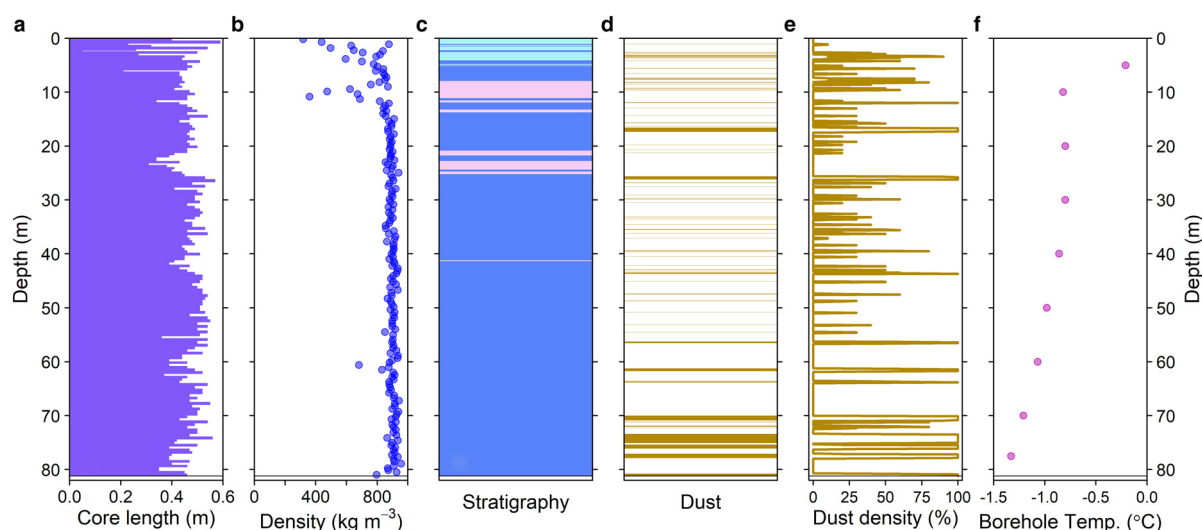 a b c d e f
0
10
20
30
40
50
60
70
80
Depth (m)
0.0 0.2 0.4 0.6
Core length (m)
0 400 800
Density (kg m⁻³)
Stratigraphy
Dust
0 25 50 75 100
Dust density (%)
-1.5 -1.0 -0.5 0.0
Borehole Temp. (°C)
0
10
20
30
40
50
60
70
80
Depth (m)